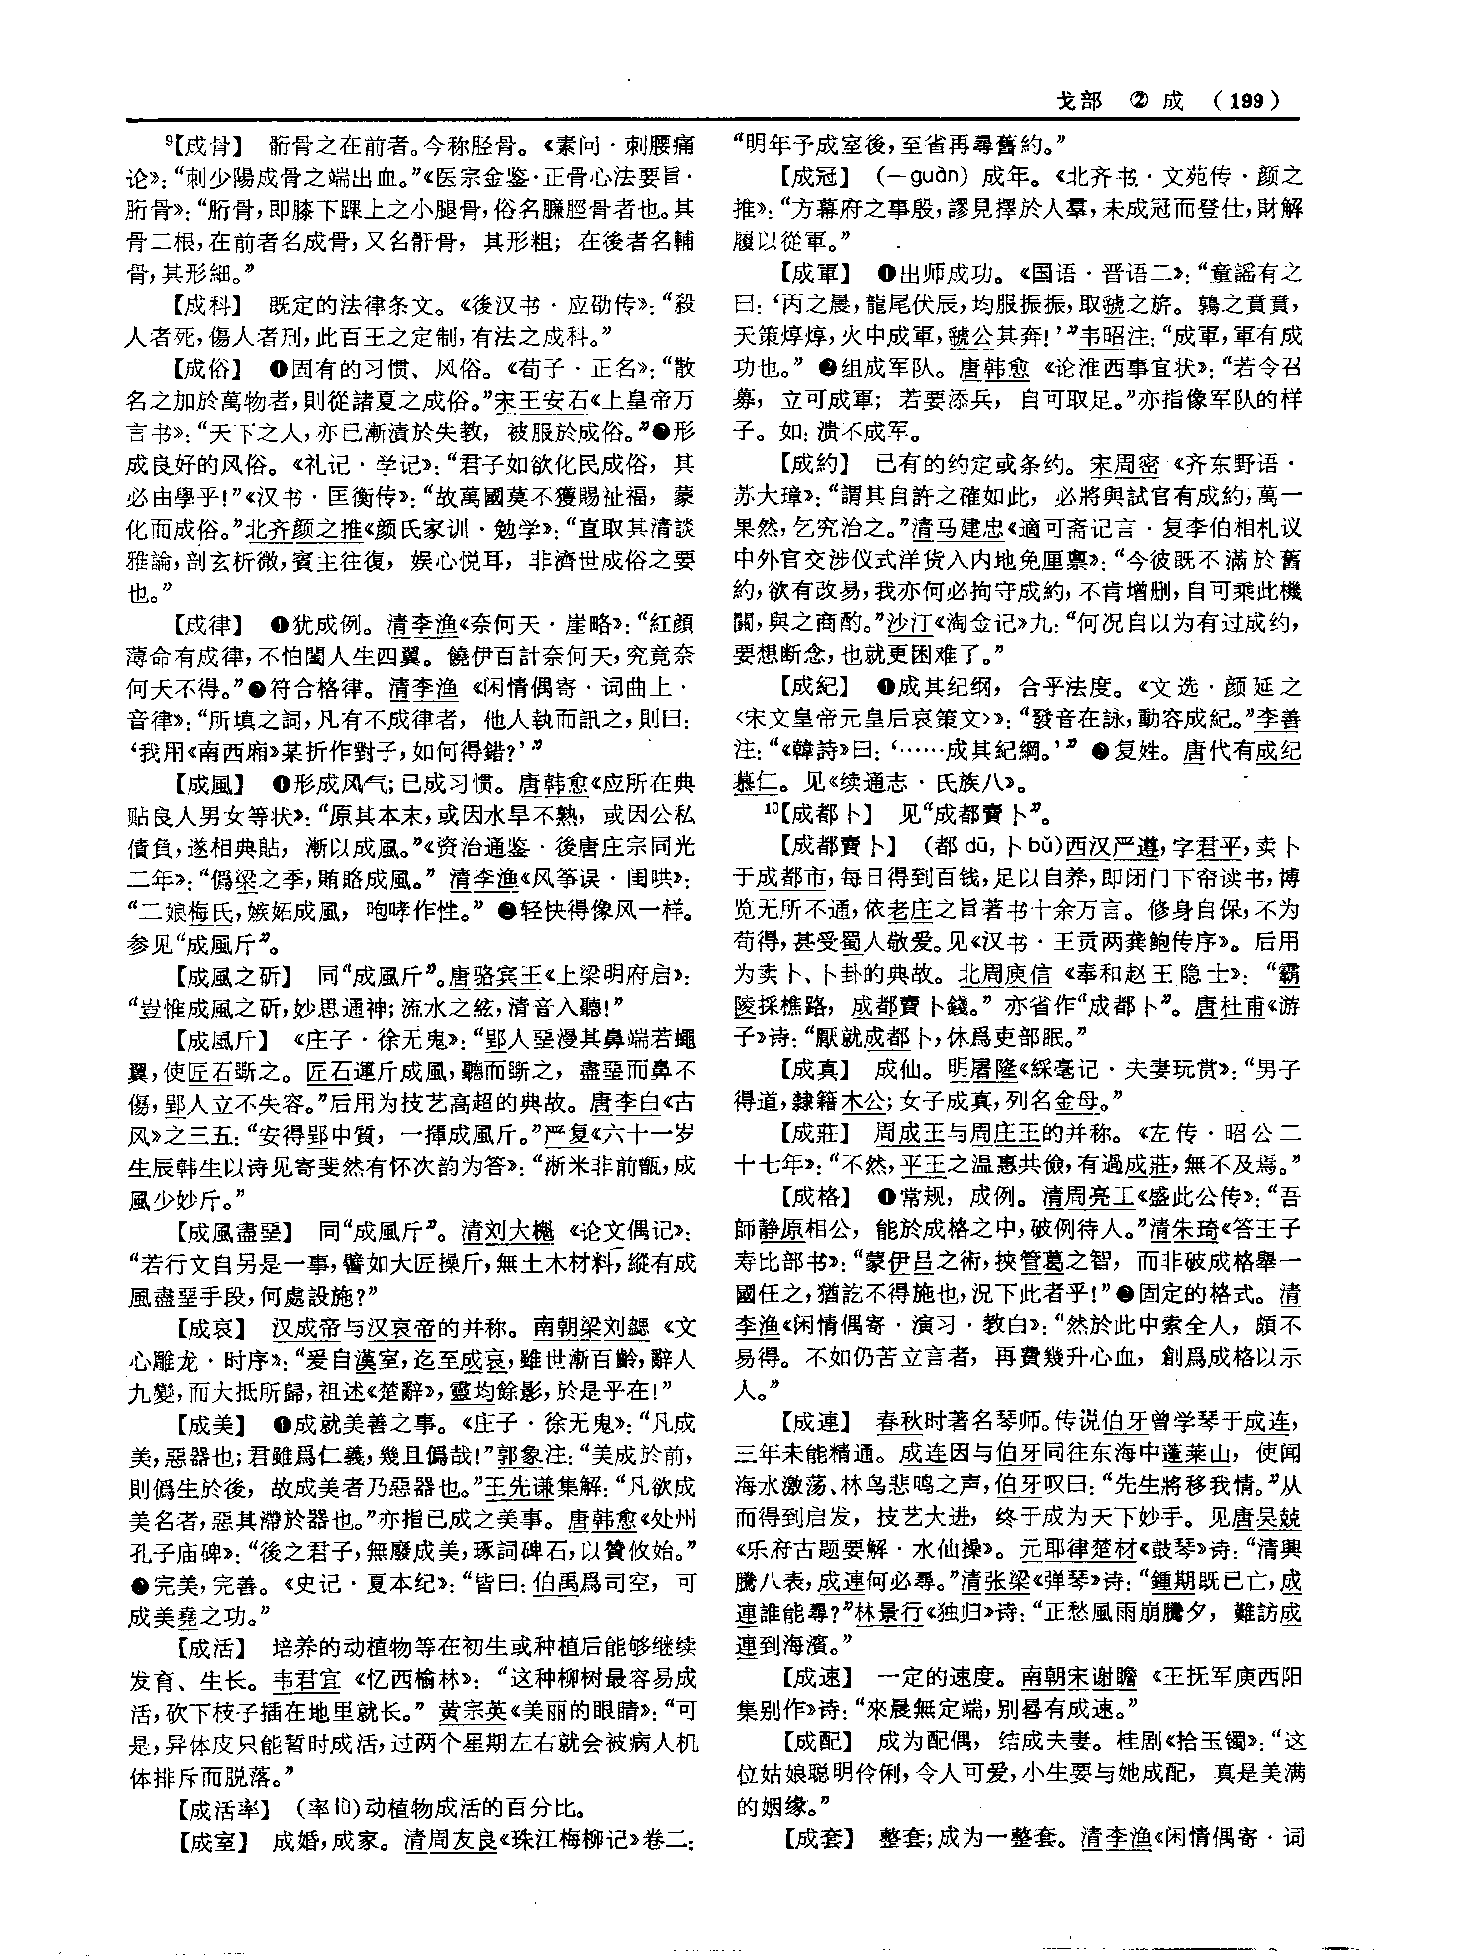 戈部 ② 成 （199）
⁹【成骨】 䯒骨之在前者。今称胫骨。《素问·刺腰痛
论》：“刺少陽成骨之端出血。”《医宗金鉴·正骨心法要旨·
胻骨》：“胻骨，即膝下踝上之小腿骨，俗名臁脛骨者也。其
骨二根，在前者名成骨，又名骭骨， 其形粗； 在後者名輔
骨，其形細。”
【成科】 既定的法律条文。《後汉书·应劭传》：“殺
人者死，傷人者刑，此百王之定制，有法之成科。”
【成俗】 ❶固有的习惯、风俗。《荀子·正名》：“散
名之加於萬物者，則從諸夏之成俗。”宋王安石《上皇帝万
言书》：“天下之人，亦已漸漬於失教， 被服於成俗。”❷形
成良好的风俗。《礼记·学记》：“君子如欲化民成俗， 其
必由學乎！”《汉书·匡衡传》：“故萬國莫不獲賜祉福， 蒙
化而成俗。”北齐颜之推《颜氏家训·勉学》：“直取其清談
雅論，剖玄析微，賓主往復， 娱心悦耳， 非濟世成俗之要
也。”
【成律】 ❶犹成例。清李渔《奈何天·崖略》：“紅顔
薄命有成律，不怕閨人生四翼。 饒伊百計奈何天，究竟奈
何天不得。”❷符合格律。清李渔《闲情偶寄·词曲上·
音律》：“所填之詞，凡有不成律者， 他人執而訊之，則曰：
‘我用《南西廂》某折作對子，如何得錯？’”
【成風】 ❶形成风气；已成习惯。唐韩愈《应所在典
贴良人男女等状》：“原其本末，或因水旱不熟， 或因公私
債負，遂相典貼， 漸以成風。”《资治通鉴·後唐庄宗同光
二年》：“僞梁之季，賄賂成風。” 清李渔《风筝误·闺哄》：
“二娘梅氏，嫉妬成風， 咆哮作性。” ❷轻快得像风一样。
参见“成風斤”。
【成風之斫】 同“成風斤”。唐骆宾王《上梁明府启》：
“豈惟成風之斫，妙思通神；流水之絃，清音入聽！”
【成風斤】 《庄子·徐无鬼》：“郢人堊漫其鼻端若蠅
翼，使匠石斲之。 匠石運斤成風，聽而斲之， 盡堊而鼻不
傷，郢人立不失容。”后用为技艺高超的典故。 唐李白《古
风》之三五：“安得郢中質， 一揮成風斤。”严复《六十一岁
生辰韩生以诗见寄斐然有怀次韵为答》：“淅米非前甑，成
風少妙斤。”
【成風盡堊】 同“成風斤”。 清刘大櫆《论文偶记》：
“若行文自另是一事，譬如大匠操斤，無土木材料，縱有成
風盡堊手段，何處設施？”
【成哀】 汉成帝与汉哀帝的并称。 南朝梁刘勰《文
心雕龙·时序》：“爰自漢室，迄至成哀，雖世漸百齡，辭人
九變，而大抵所歸，祖述《楚辭》，靈均餘影，於是乎在！”
【成美】 ❶成就美善之事。《庄子·徐无鬼》：“凡成
美，惡器也；君雖爲仁義，幾且僞哉！”郭象注：“美成於前，
則僞生於後， 故成美者乃惡器也。”王先谦集解：“凡欲成
美名者，惡其滯於器也。”亦指已成之美事。 唐韩愈《处州
孔子庙碑》：“後之君子，無廢成美，琢詞碑石，以贊攸始。”
❷完美，完善。《史记·夏本纪》：“皆曰：伯禹爲司空， 可
成美堯之功。”
【成活】 培养的动植物等在初生或种植后能够继续
发育、生长。 韦君宜《忆西榆林》： “这种柳树最容易成
活，砍下枝子插在地里就长。” 黄宗英《美丽的眼睛》：“可
是，异体皮只能暂时成活，过两个星期左右就会被病人机
体排斥而脱落。”
【成活率】 （率 lǜ）动植物成活的百分比。
【成室】 成婚，成家。清周友良《珠江梅柳记》卷二：
“明年予成室後，至省再尋舊約。”
【成冠】 （－guàn）成年。《北齐书·文苑传·颜之
推》：“方幕府之事殷，謬見擇於人羣，未成冠而登仕，財解
履以從軍。”
【成軍】 ❶出师成功。《国语·晋语二》：“童謡有之
曰：‘丙之晨，龍尾伏辰，均服振振，取虢之旂。 鶉之賁賁，
天策焞焞，火中成軍，虢公其奔！’”韦昭注：“成軍，軍有成
功也。” ❷组成军队。 唐韩愈《论淮西事宜状》：“若令召
募， 立可成軍； 若要添兵， 自可取足。”亦指像军队的样
子。如：溃不成军。
【成約】 已有的约定或条约。 宋周密《齐东野语·
苏大璋》：“謂其自許之確如此， 必將與試官有成約，萬一
果然，乞究治之。”清马建忠《適可斋记言·复李伯相札议
中外官交涉仪式洋货入内地免厘禀》：“今彼既不滿於舊
約，欲有改易，我亦何必拘守成約，不肯增删，自可乘此機
關，與之商酌。”沙汀《淘金记》九：“何况自以为有过成约，
要想断念，也就更困难了。”
【成紀】 ❶成其纪纲，合乎法度。《文选·颜延之
〈宋文皇帝元皇后哀策文〉》：“發音在詠，動容成紀。”李善
注：“《韓詩》曰：‘……成其紀綱。’” ❷复姓。 唐代有成纪
慕仁。见《续通志·氏族八》。
¹⁰【成都卜】 见“成都賣卜”。
【成都賣卜】 （都 dū， 卜 bǔ）西汉严遵，字君平，卖卜
于成都市，每日得到百钱，足以自养，即闭门下帘读书，博
览无所不通，依老庄之旨著书十余万言。 修身自保，不为
苟得，甚受蜀人敬爱。见《汉书·王贡两龚鲍传序》。 后用
为卖卜、卜卦的典故。 北周庾信《奉和赵王隐士》： “霸
陵採樵路， 成都賣卜錢。” 亦省作“成都卜”。 唐杜甫《游
子》诗：“厭就成都卜，休爲吏部眠。”
【成真】 成仙。 明屠隆《綵毫记·夫妻玩赏》：“男子
得道，隸籍木公；女子成真，列名金母。”
【成莊】 周成王与周庄王的并称。《左传·昭公二
十七年》：“不然，平王之温惠共儉，有過成莊，無不及焉。”
【成格】 ❶常规， 成例。 清周亮工《盛此公传》：“吾
師静原相公， 能於成格之中，破例待人。”清朱琦《答王子
寿比部书》：“蒙伊吕之術，挾管葛之智， 而非破成格舉一
國任之，猶訖不得施也，況下此者乎！”❷固定的格式。 清
李渔《闲情偶寄·演习·教白》：“然於此中索全人， 頗不
易得。 不如仍苦立言者， 再費幾升心血， 創爲成格以示
人。”
【成連】 春秋时著名琴师。传说伯牙曾学琴于成连，
三年未能精通。 成连因与伯牙同往东海中蓬莱山， 使闻
海水激荡、林鸟悲鸣之声，伯牙叹曰：“先生將移我情。”从
而得到启发， 技艺大进， 终于成为天下妙手。 见唐吴兢
《乐府古题要解·水仙操》。 元耶律楚材《鼓琴》诗：“清興
騰八表，成連何必尋。”清张梁《弹琴》诗：“鍾期既已亡，成
連誰能尋？”林景行《独归》诗：“正愁風雨崩騰夕， 難訪成
連到海濱。”
【成速】 一定的速度。 南朝宋谢瞻《王抚军庾西阳
集别作》诗：“來晨無定端，别晷有成速。”
【成配】 成为配偶， 结成夫妻。 桂剧《拾玉镯》：“这
位姑娘聪明伶俐，令人可爱，小生要与她成配， 真是美满
的姻缘。”
【成套】 整套；成为一整套。 清李渔《闲情偶寄·词